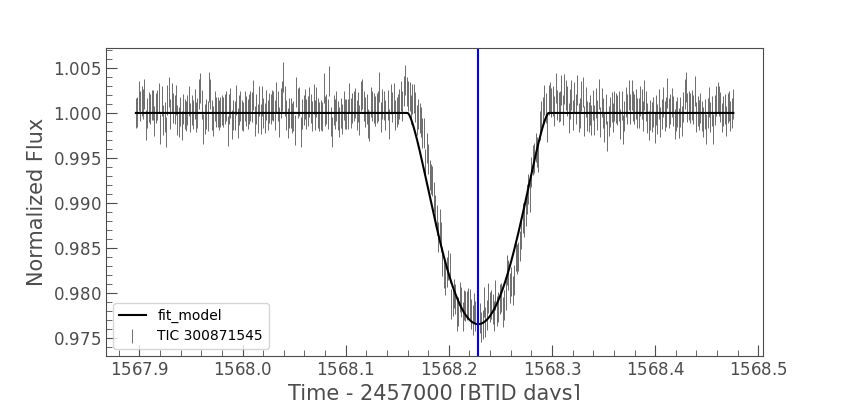 1.005
1.000
0.995
0.990
0.985
0.980
0.975
Normalized Flux
fit_model
TIC 300871545
1567.9 1568.0 1568.1 1568.2 1568.3 1568.4 1568.5
Time - 2457000 [BTJD days]